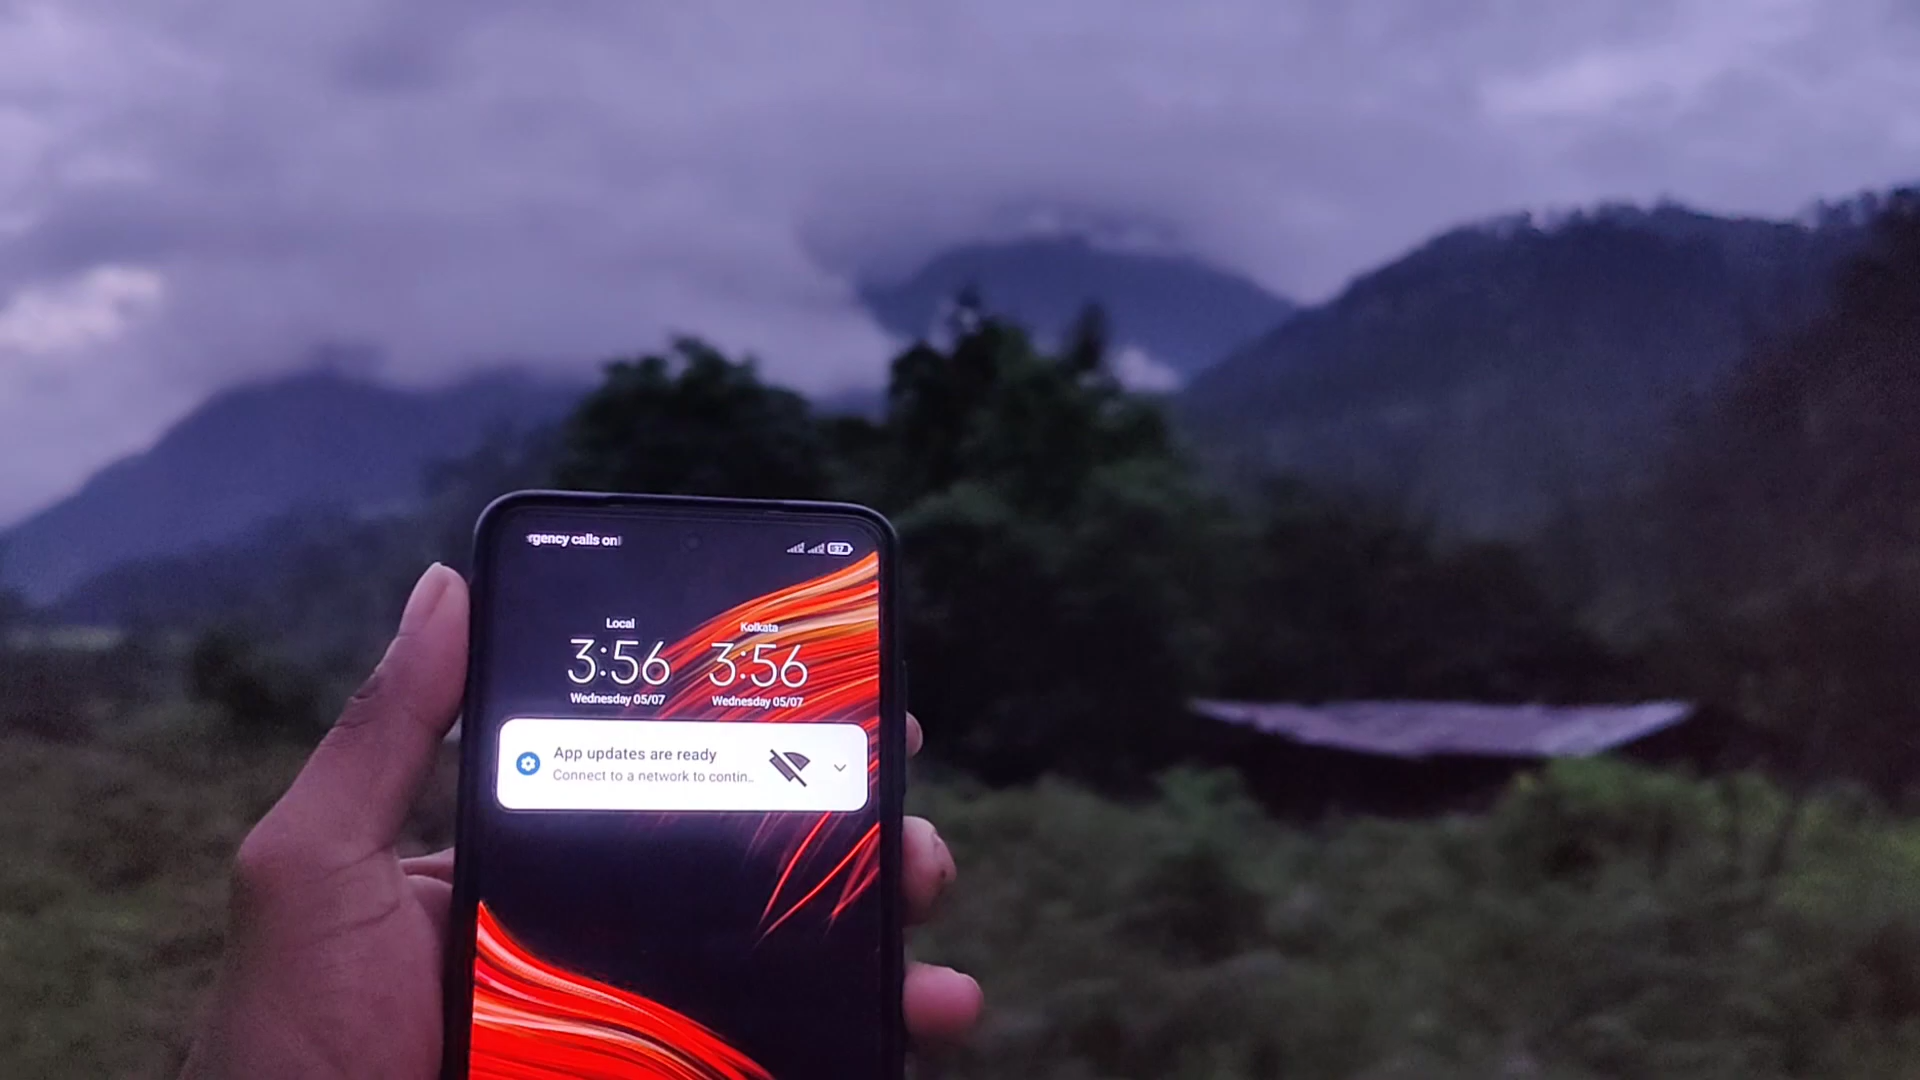 rgency calls on
Local
Kolkata
3:56
3:56
Wednesday 05/07
Wednesday 05/07
App updates are ready
Connect to a network to contin..